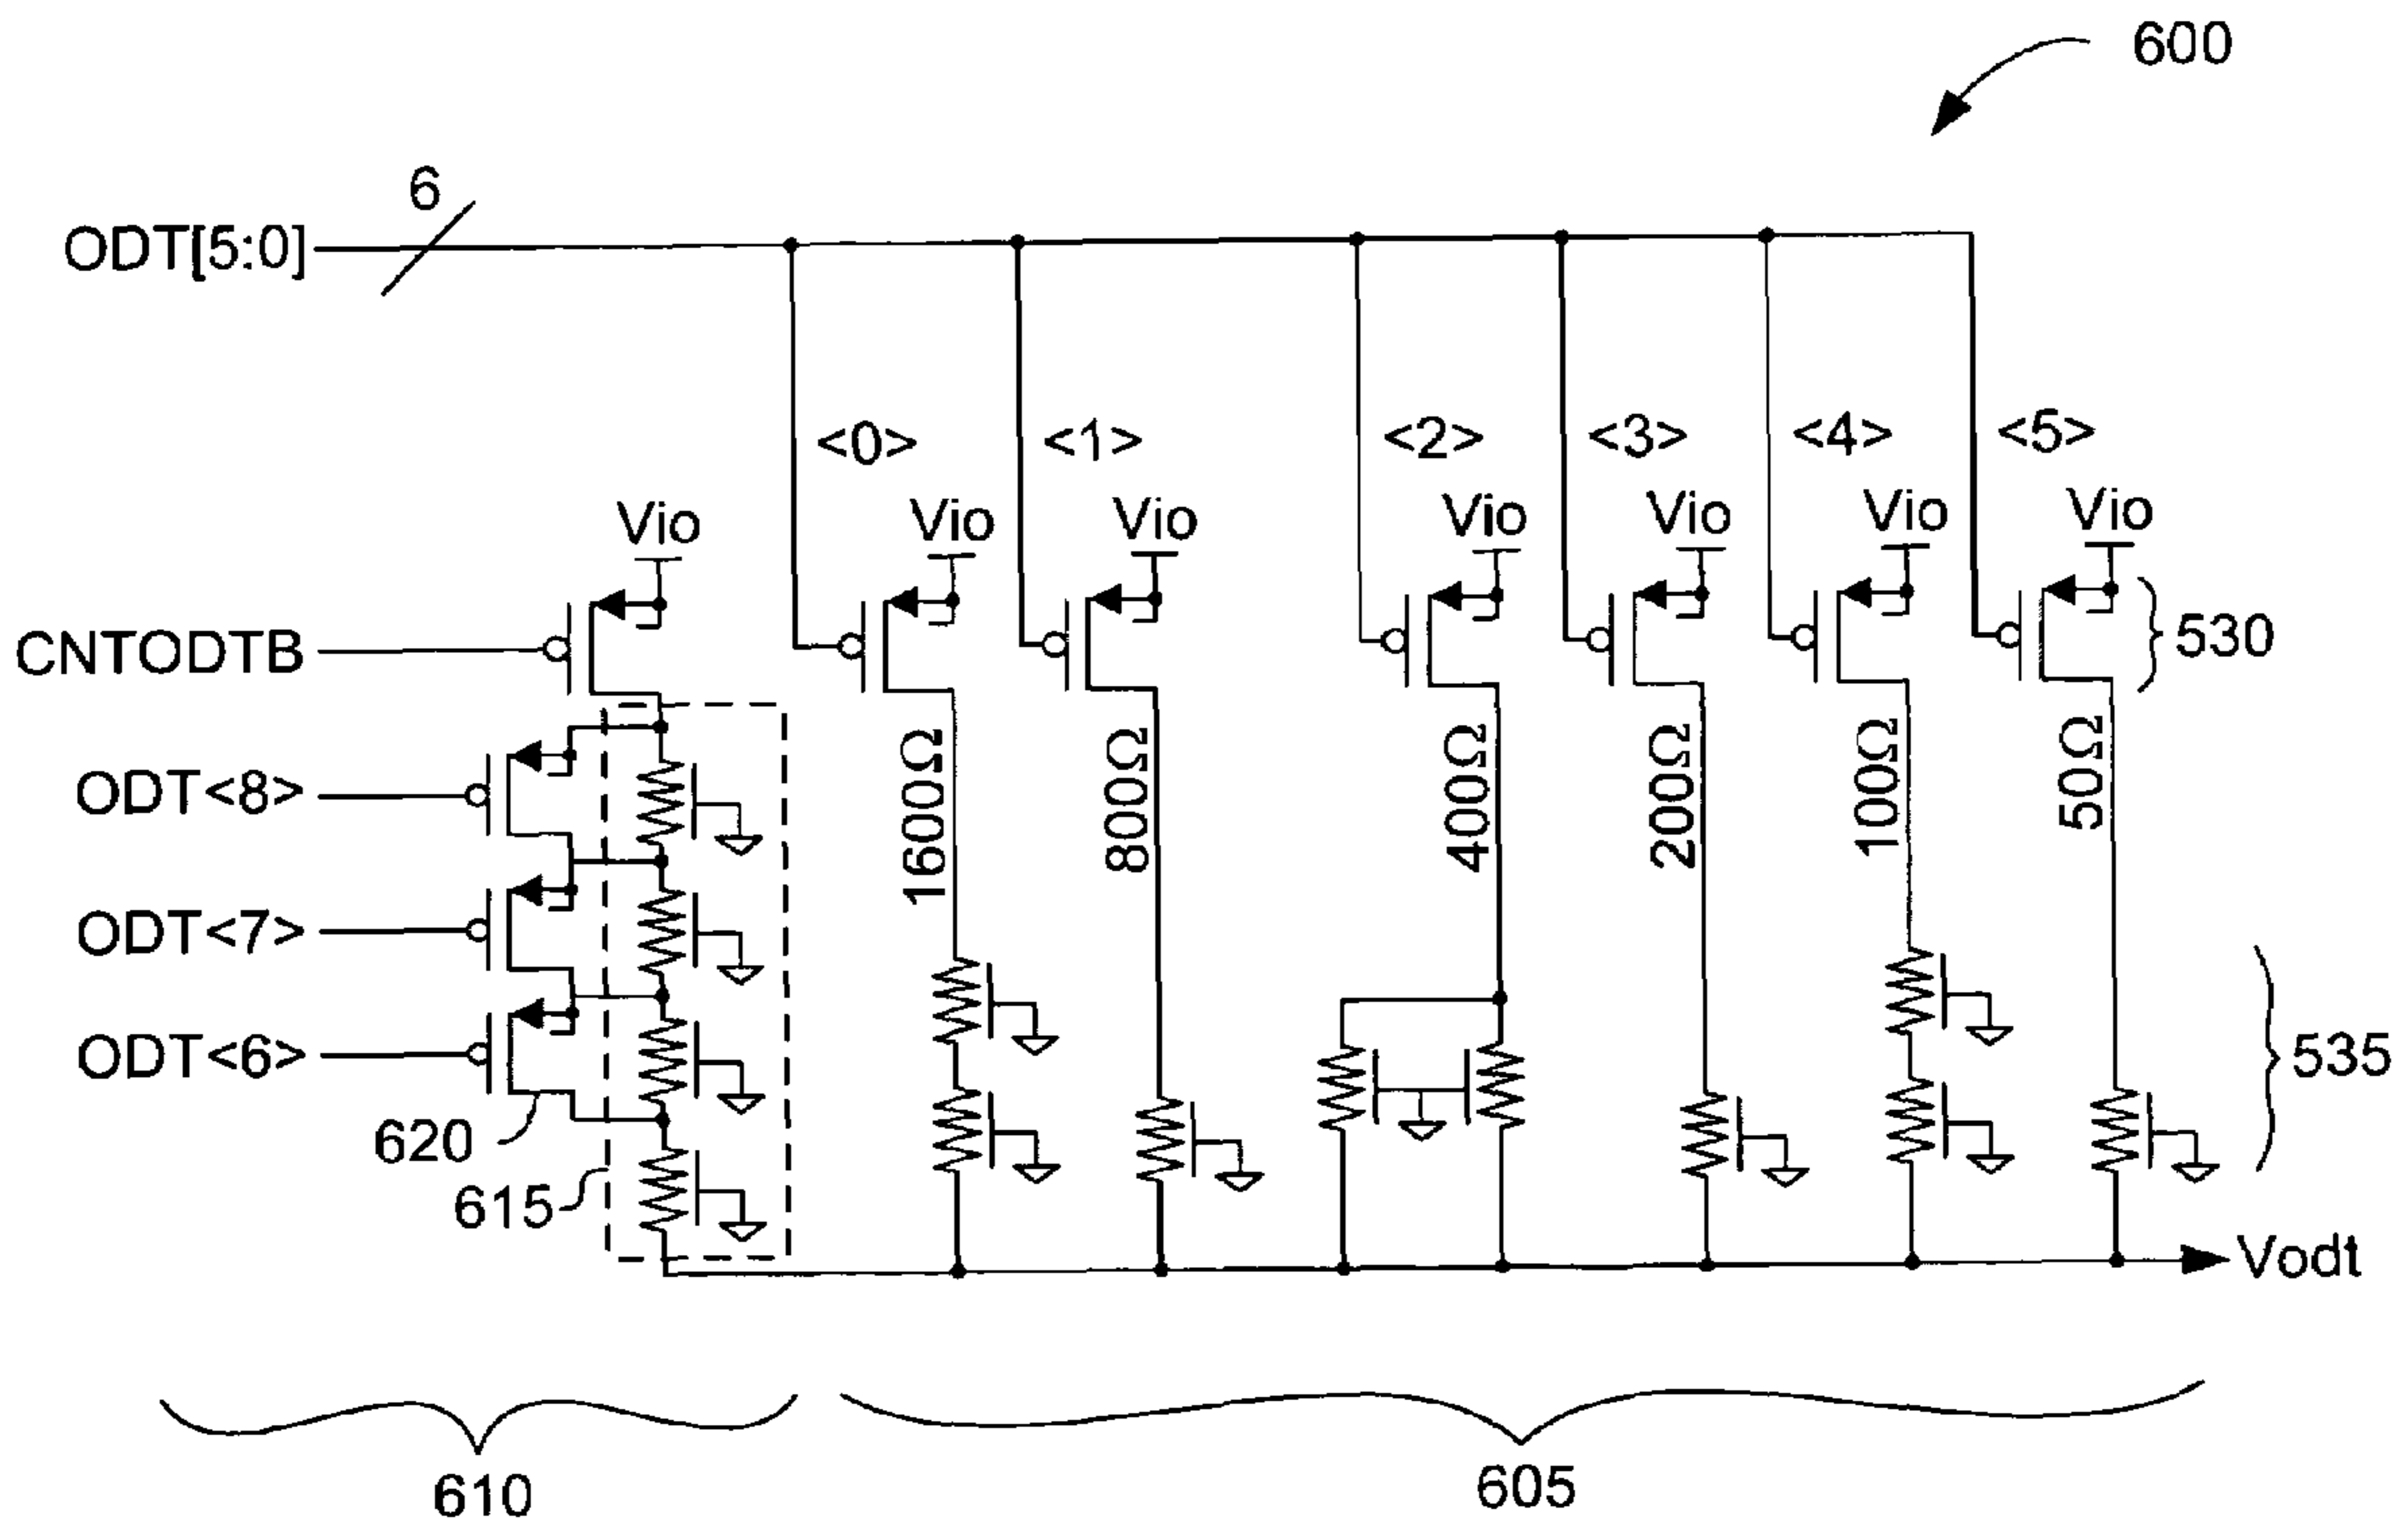 600
6
ODT[5:0]
<0>
<1>
<2>
<3>
<4>
<5>
Vio
Vio
Vio
Vio
Vio
Vio
Vio
CNTODTB
530
1600Ω
800Ω
400Ω
200Ω
100Ω
50Ω
ODT<8>
ODT<7>
ODT<6>
535
620
615
Vodt
610
605